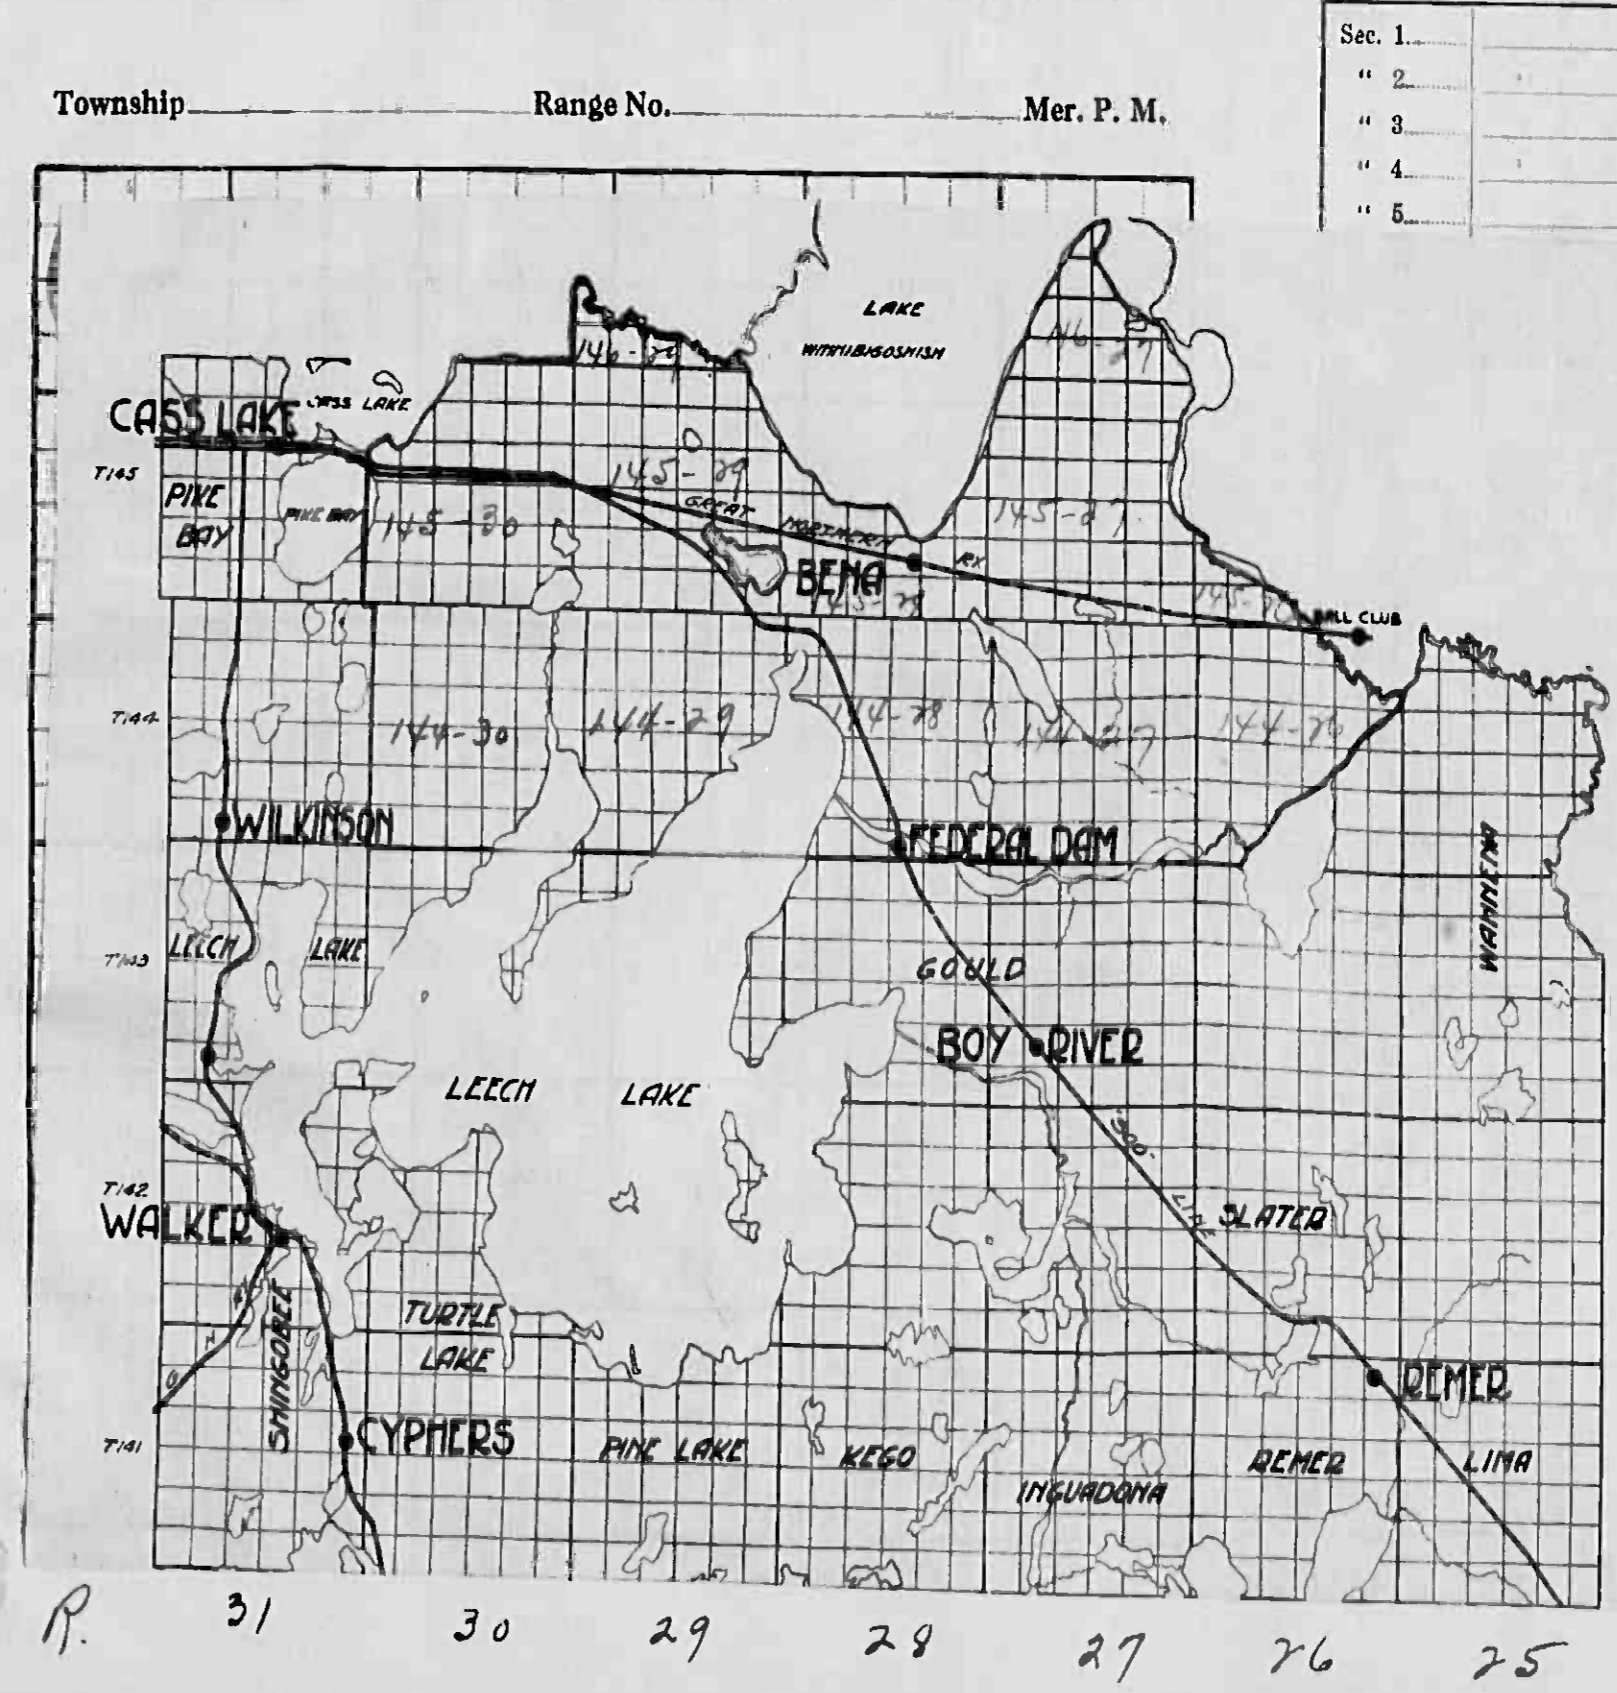 Sec. 1
" 2
Township Range No. Mer. P. M.
" 3
" 4
" 5
LAKE
WINNIBIGOSHISH
146-29
146-27
CASS LAKE
CASS LAKE
T145
145-29
PIKE
BAY
PIKE BAY
145-30
GREAT
NORTHERN
RY
145-27
BENA
145-28
145-26
BALL CLUB
T144
144-30
144-29
144-28
144-27
144-26
WILKINSON
FEDERAL DAM
WAHNENA
T143
LEECH
LAKE
GOULD
BOY RIVER
LEECH LAKE
"SOO"
LINE
T142
WALKER
SLATER
SHINGOBEE
TURTLE
LAKE
REMER
T141
CYPHERS
PINE LAKE
KEGO
INGUADONA
REMER
LIMA
R. 31 30 29 28 27 26 25